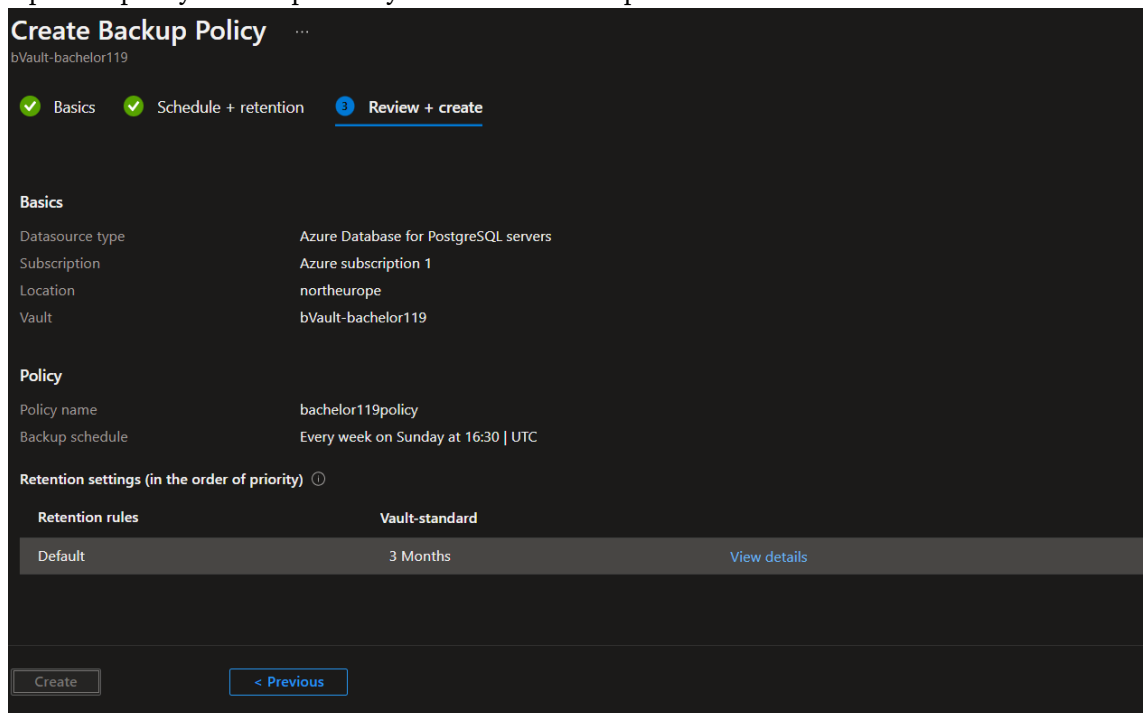 Create Backup Policy ...
bVault-bachelor119
Basics Schedule + retention 3 Review + create
Basics
Datasource type Azure Database for PostgreSQL servers
Subscription Azure subscription 1
Location northeurope
Vault bVault-bachelor119
Policy
Policy name bachelor119policy
Backup schedule Every week on Sunday at 16:30 | UTC
Retention settings (in the order of priority)
Retention rules Vault-standard
Default 3 Months View details
Create < Previous